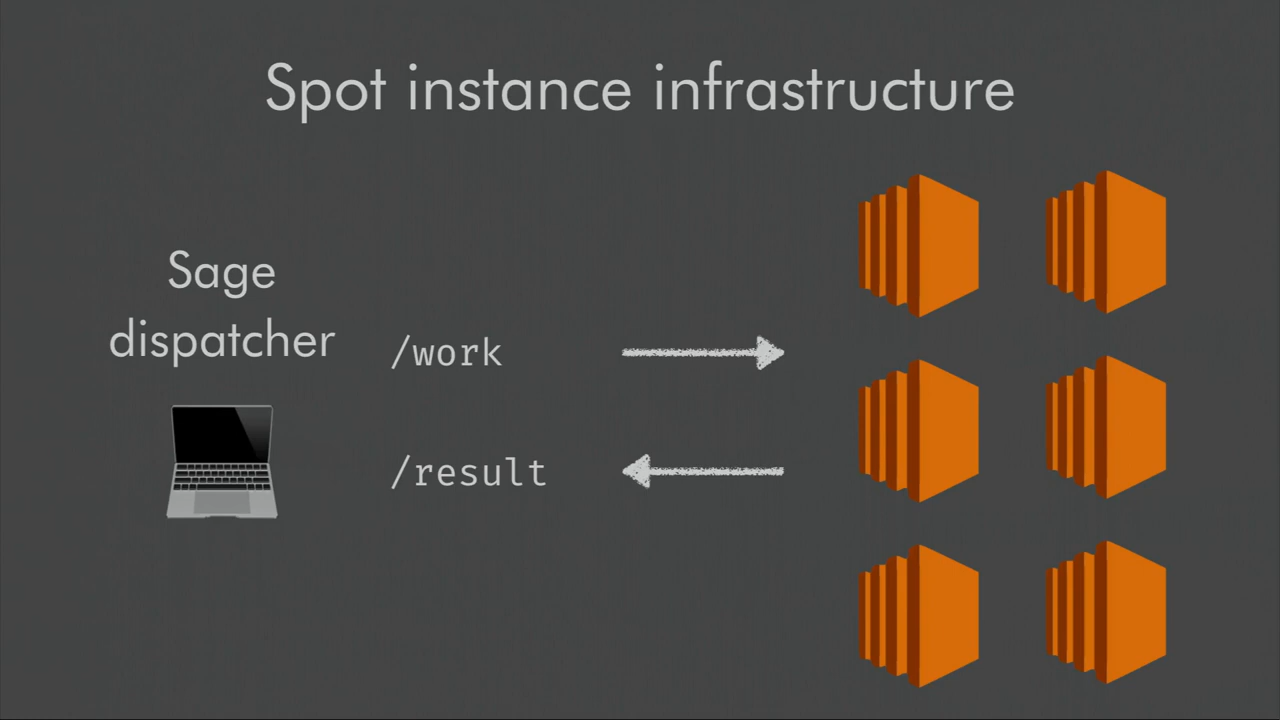 Spot instance infrastructure
Sage
dispatcher
/work
/result